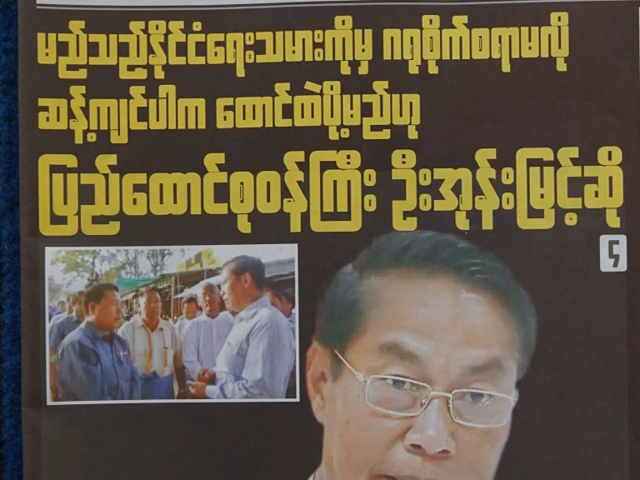 မည်သည့်နိုင်ငံရေးသမားကိုမှ ဂရုစိုက်စရာမလို
ဆန့်ကျင်ပါက ထောင်ထဲပို့မည်ဟု
ပြည်ထောင်စုဝန်ကြီး ဦးအုန်းမြင့်ဆို
၄